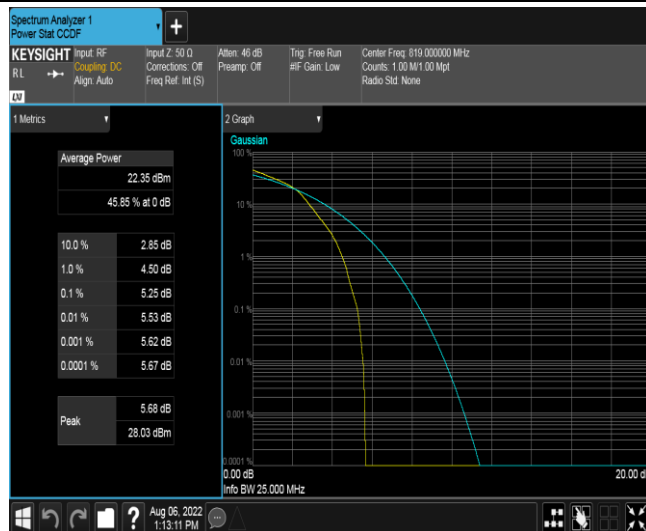 Spectrum Analyzer 1
Power Stat CCDF
+
KEYSIGHT
RL
Input: RF
Coupling: DC
Align: Auto
Input Z: 50 Ω
Corrections: Off
Freq Ref: Int (S)
Atten: 46 dB
Preamp: Off
Trig: Free Run
#IF Gain: Low
Center Freq: 819.000000 MHz
Counts: 1.00 M/1.00 Mpt
Radio Std: None
1 Metrics
Average Power
22.35 dBm
45.85 % at 0 dB
10.0 % 2.85 dB
1.0 % 4.50 dB
0.1 % 5.25 dB
0.01 % 5.53 dB
0.001 % 5.62 dB
0.0001 % 5.67 dB
Peak
5.68 dB
28.03 dBm
2 Graph
Gaussian
100 %
10 %
1 %
0.1 %
0.01 %
0.001 %
0.0001 %
0.00 dB
20.00 d
Info BW 25.000 MHz
?
Aug 06, 2022
1:13:11 PM